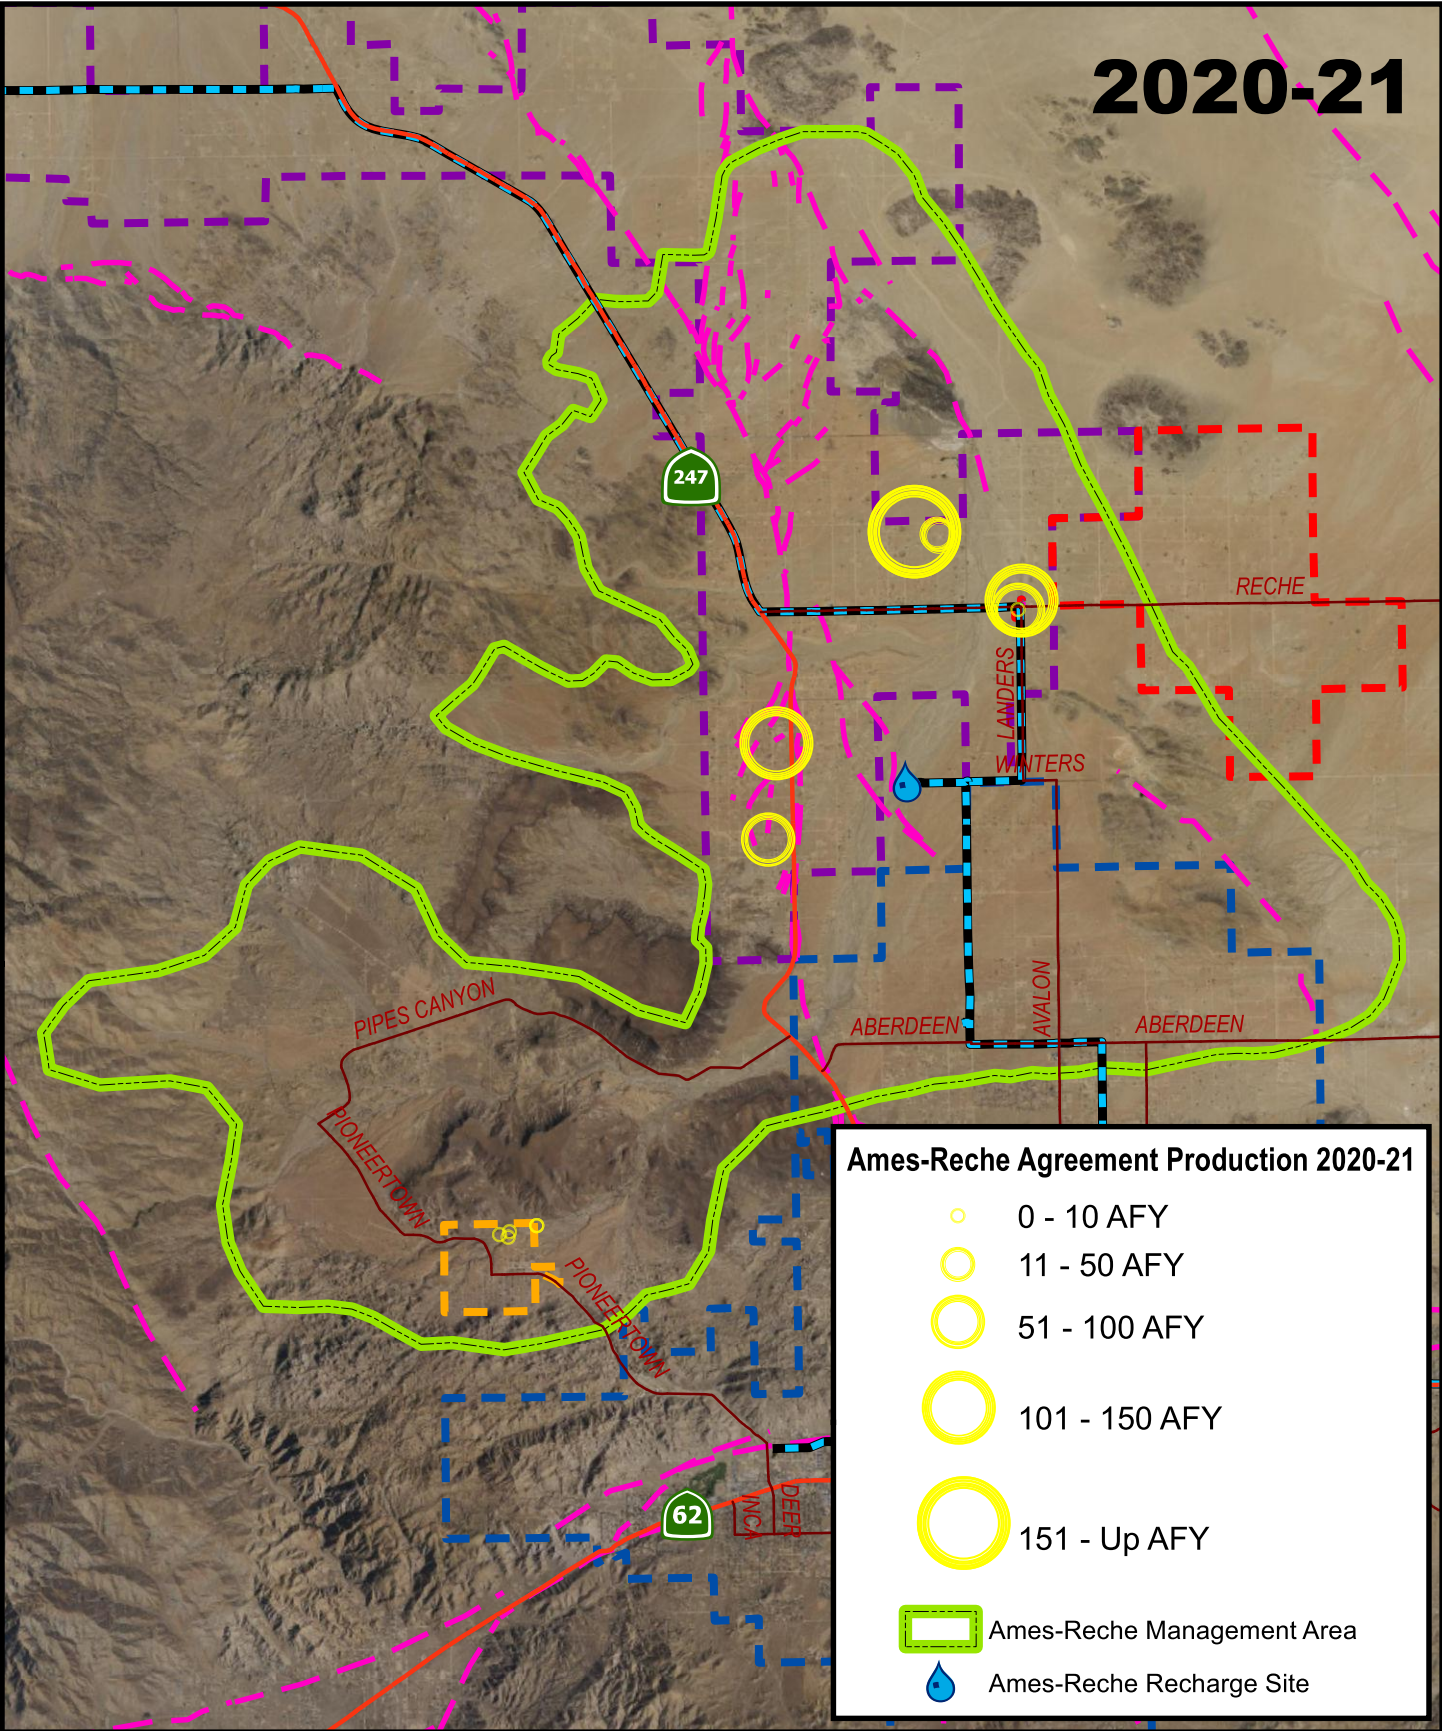 2020-21
247
RECHE
LANDERS
WINTERS
PIPES CANYON
AVALON
ABERDEEN
ABERDEEN
PIONEERTOWN
PIONEERTOWN
62
INCA
DEER
Ames-Reche Agreement Production 2020-21
0 - 10 AFY
11 - 50 AFY
51 - 100 AFY
101 - 150 AFY
151 - Up AFY
Ames-Reche Management Area
Ames-Reche Recharge Site